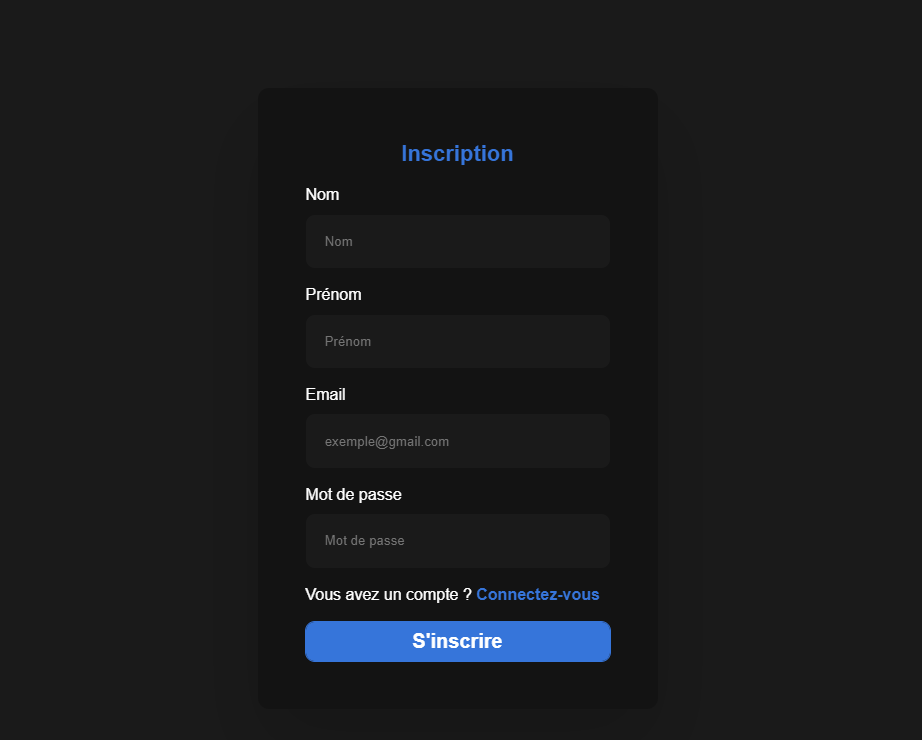 Inscription
Nom
Nom
Prénom
Prénom
Email
exemple@gmail.com
Mot de passe
Mot de passe
Vous avez un compte ? Connectez-vous
S'inscrire